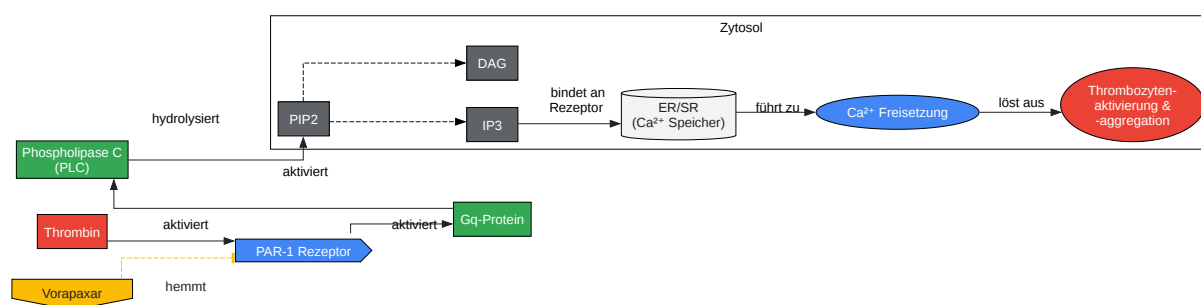 Zytosol
DAG
hydrolysiert
PIP2
IP3
bindet an
Rezeptor
ER/SR
(Ca²⁺ Speicher)
führt zu
Ca²⁺ Freisetzung
löst aus
Thrombozyten-
aktivierung &
-aggregation
Phospholipase C
(PLC)
aktiviert
Thrombin
aktiviert
PAR-1 Rezeptor
aktiviert
Gq-Protein
Vorapaxar
hemmt